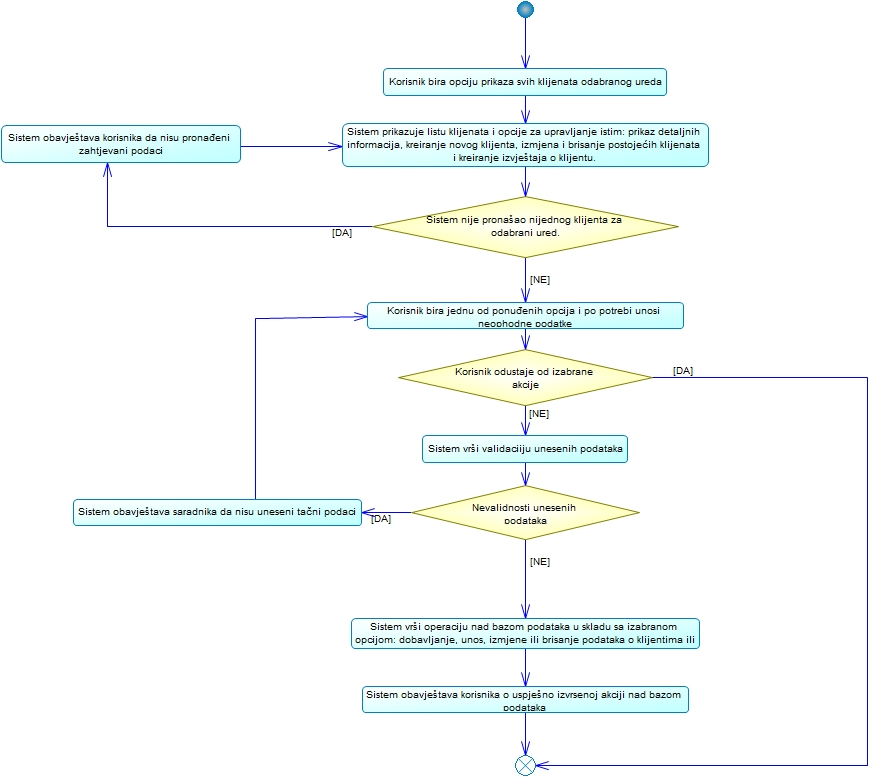 Korisnik bira opciju prikaza svih klijenata odabranog ureda
Sistem obavještava korisnika da nisu pronađeni
zahtjevani podaci
Sistem prikazuje listu klijenata i opcije za upravljanje istim: prikaz detaljnih
informacija, kreiranje novog klijenta, izmjena i brisanje postojećih klijenata
i kreiranje izvještaja o klijentu.
Sistem nije pronašao nijednog klijenta za
odabrani ured.
[DA]
[NE]
Korisnik bira jednu od ponuđenih opcija i po potrebi unosi
neophodne podatke
Korisnik odustaje od izabrane
akcije
[DA]
[NE]
Sistem vrši validaciiju unesenih podataka
Nevalidnosti unesenih
podataka
Sistem obavještava saradnika da nisu uneseni tačni podaci
[DA]
[NE]
Sistem vrši operaciju nad bazom podataka u skladu sa izabranom
opcijom: dobavljanje, unos, izmjene ili brisanje podataka o klijentima ili
Sistem obavještava korisnika o uspješno izvrsenoj akciji nad bazom
podataka